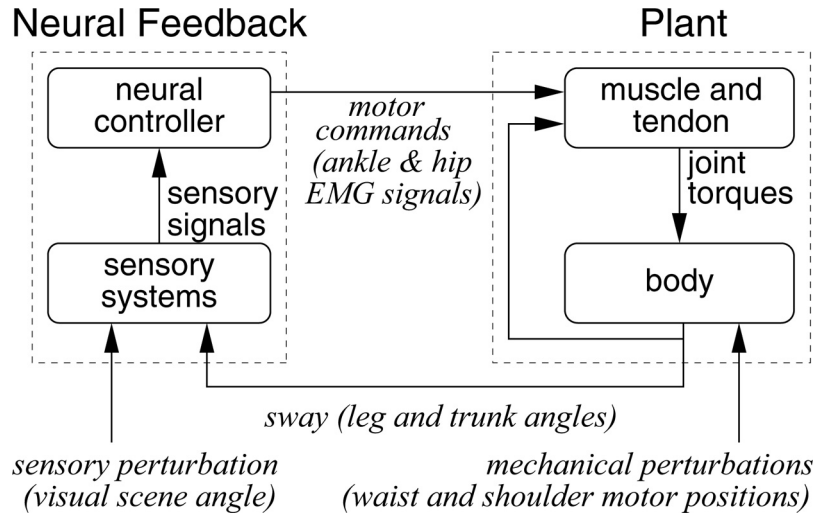 Neural Feedback
Plant
neural
controller
motor
commands
(ankle & hip
EMG signals)
muscle and
tendon
joint
torques
sensory
signals
sensory
systems
body
sway (leg and trunk angles)
sensory perturbation
(visual scene angle)
mechanical perturbations
(waist and shoulder motor positions)